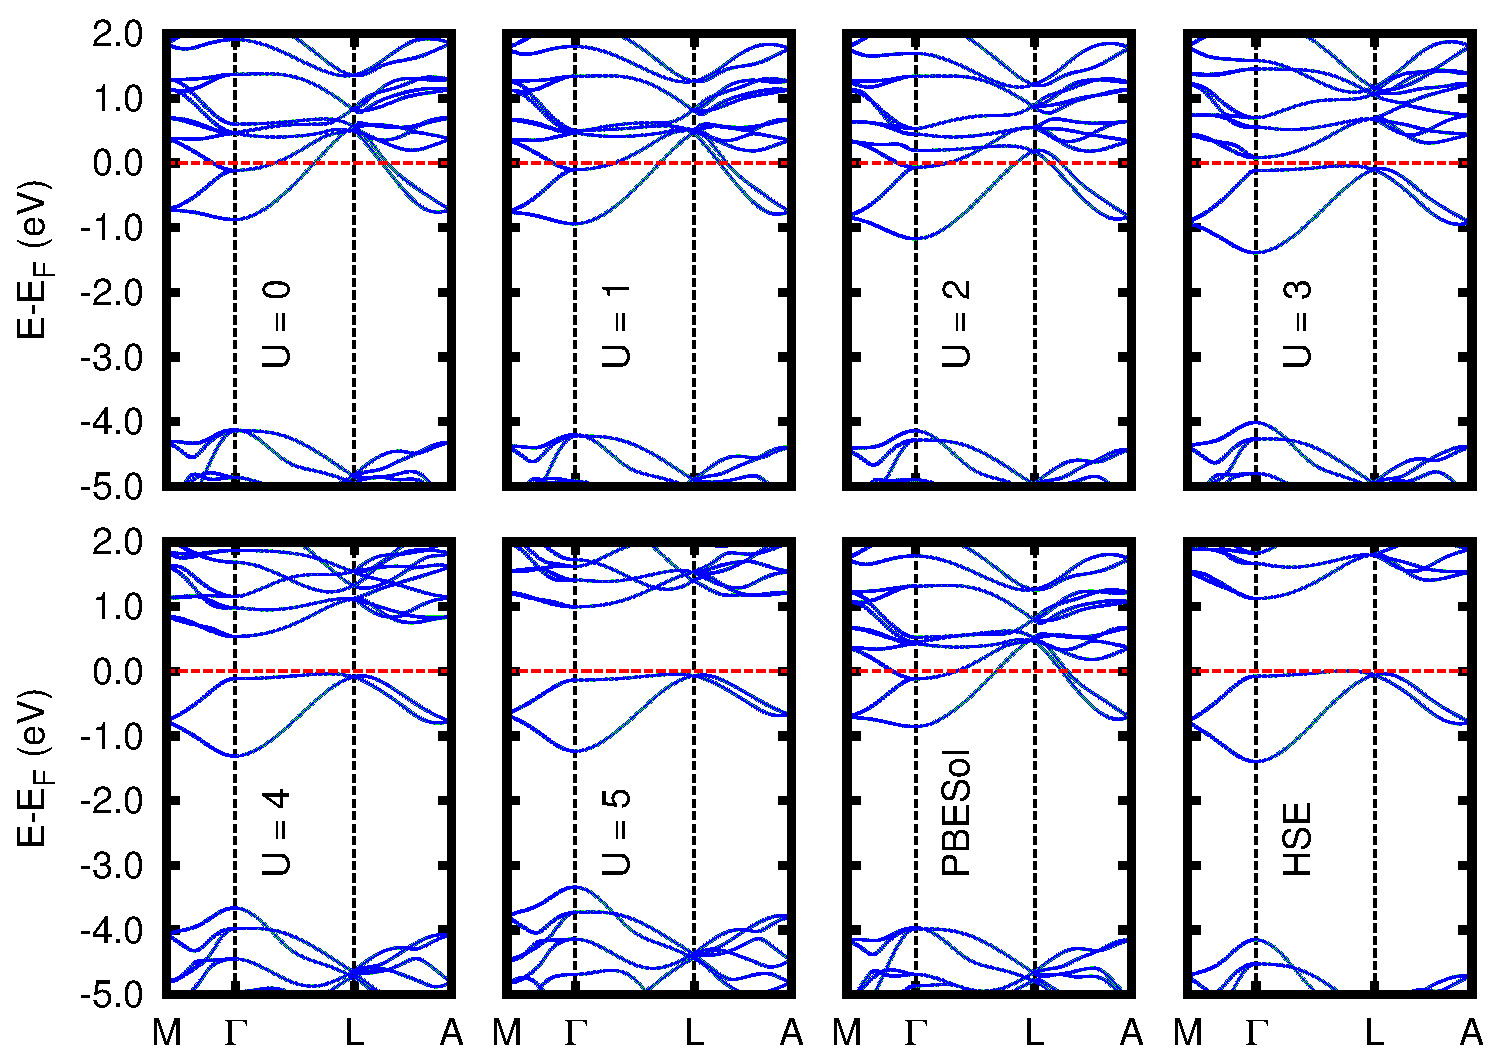 E-E_F (eV)
2.0
1.0
0.0
-1.0
-2.0
-3.0
-4.0
-5.0
U = 0
U = 1
U = 2
U = 3
E-E_F (eV)
2.0
1.0
0.0
-1.0
-2.0
-3.0
-4.0
-5.0
U = 4
U = 5
PBESol
HSE
M Γ L A
M Γ L A
M Γ L A
M Γ L A